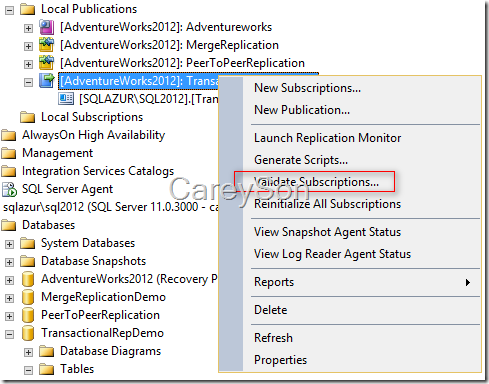 Local Publications
[AdventureWorks2012]: Adventureworks
[AdventureWorks2012]: MergeReplication
[AdventureWorks2012]: PeerToPeerReplication
[AdventureWorks2012]: Transa
[SQLAZUR\SQL2012].[Tran
Local Subscriptions
AlwaysOn High Availability
Management
Integration Services Catalogs
SQL Server Agent
sqlazur\sql2012 (SQL Server 11.0.3000 - ca
Databases
System Databases
Database Snapshots
AdventureWorks2012 (Recovery P
MergeReplicationDemo
PeerToPeerReplication
TransactionalRepDemo
Database Diagrams
Tables
New Subscriptions...
New Publication...
Launch Replication Monitor
Generate Scripts...
Validate Subscriptions...
Reinitialize All Subscriptions
View Snapshot Agent Status
View Log Reader Agent Status
Reports
Delete
Refresh
Properties
CareySon